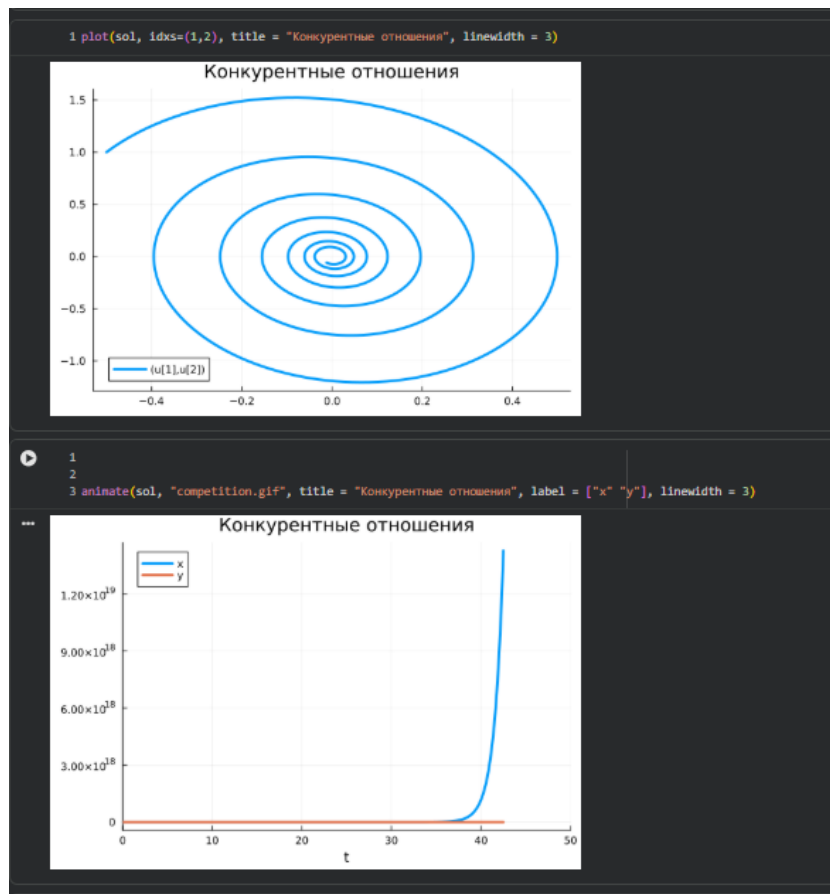 1 plot(sol, idxs=(1,2), title = "Конкурентные отношения", linewidth = 3)
Конкурентные отношения
1.5
1.0
0.5
0.0
−0.5
−1.0
(u[1],u[2])
−0.4 −0.2 0.0 0.2 0.4
1
2
3 animate(sol, "competition.gif", title = "Конкурентные отношения", label = ["x" "y"], linewidth = 3)
Конкурентные отношения
x
y
1.20×10¹⁹
9.00×10¹⁸
6.00×10¹⁸
3.00×10¹⁸
0
0 10 20 30 40 50
t